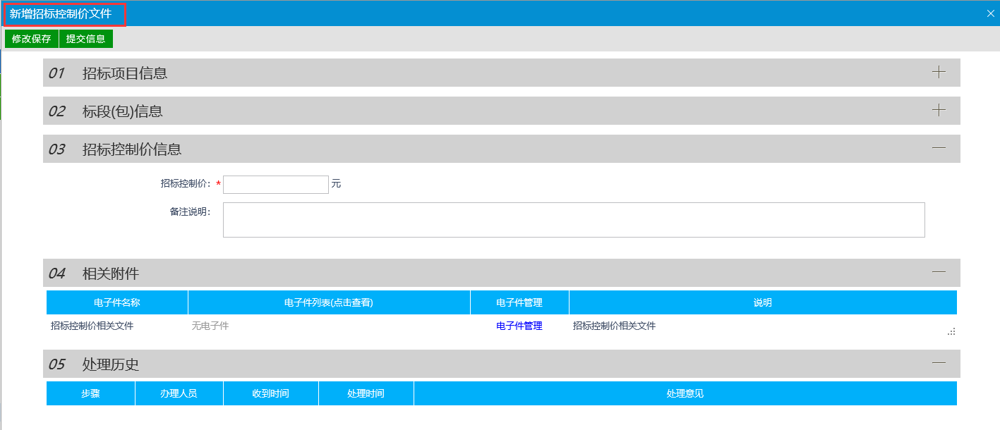 新增招标控制价文件
修改保存 提交信息
01 招标项目信息
02 标段(包)信息
03 招标控制价信息
招标控制价: * 元
备注说明:
04 相关附件
电子件名称 电子件列表(点击查看) 电子件管理 说明
招标控制价相关文件 无电子件 电子件管理 招标控制价相关文件
05 处理历史
步骤 办理人员 收到时间 处理时间 处理意见